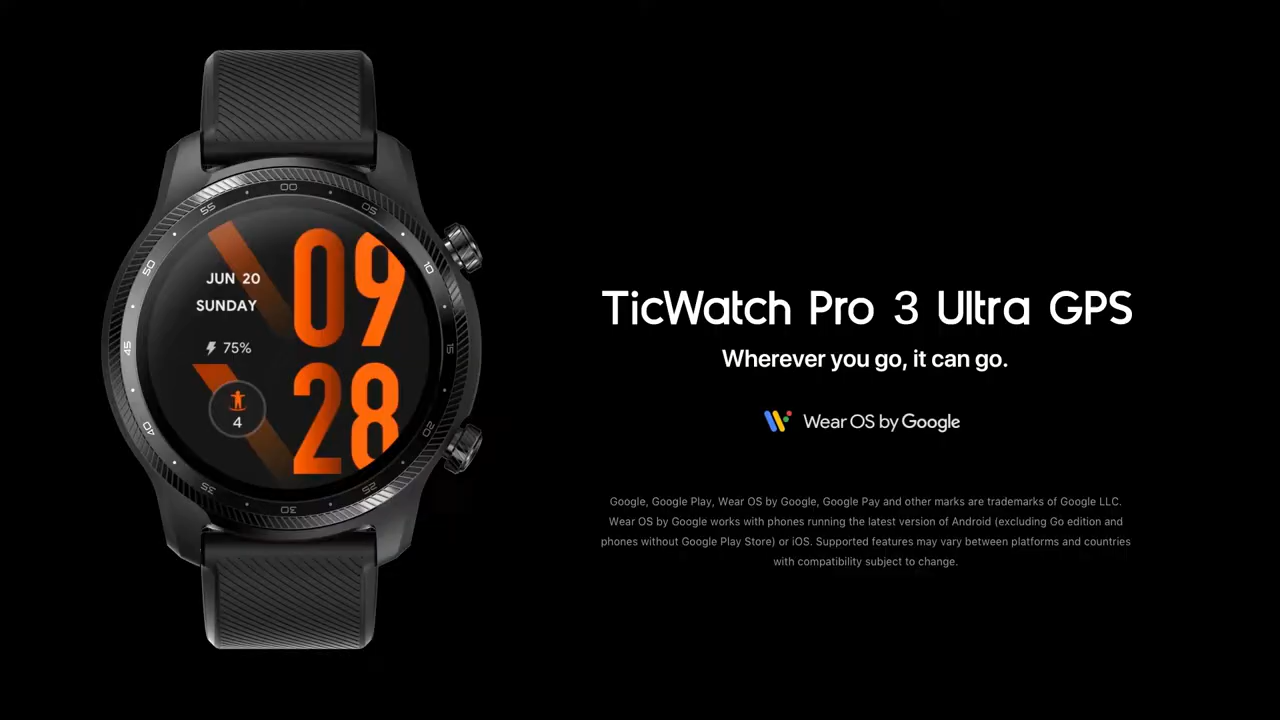 00
05
10
15
20
25
30
35
40
45
50
55
JUN 20
SUNDAY
75%
4
09
28
TicWatch Pro 3 Ultra GPS
Wherever you go, it can go.
Wear OS by Google
Google, Google Play, Wear OS by Google, Google Pay and other marks are trademarks of Google LLC.
Wear OS by Google works with phones running the latest version of Android (excluding Go edition and
phones without Google Play Store) or iOS. Supported features may vary between platforms and countries
with compatibility subject to change.